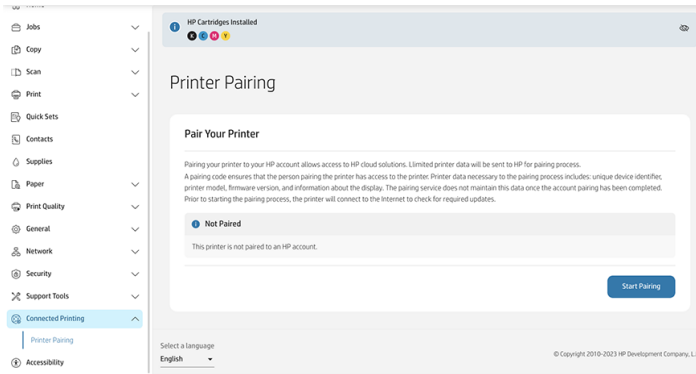 Home
Jobs
Copy
Scan
Print
Quick Sets
Contacts
Supplies
Paper
Print Quality
General
Network
Security
Support Tools
Connected Printing
Printer Pairing
Accessibility
HP Cartridges Installed
K C M Y
Printer Pairing
Pair Your Printer
Pairing your printer to your HP account allows access to HP cloud solutions. Llimited printer data will be sent to HP for pairing process.
A pairing code ensures that the person pairing the printer has access to the printer. Printer data necessary to the pairing process includes: unique device identifier,
printer model, firmware version, and information about the display. The pairing service does not maintain this data once the account pairing has been completed.
Prior to starting the pairing process, the printer will connect to the Internet to check for required updates.
Not Paired
This printer is not paired to an HP account.
Start Pairing
Select a language
English
© Copyright 2010-2023 HP Development Company, L.